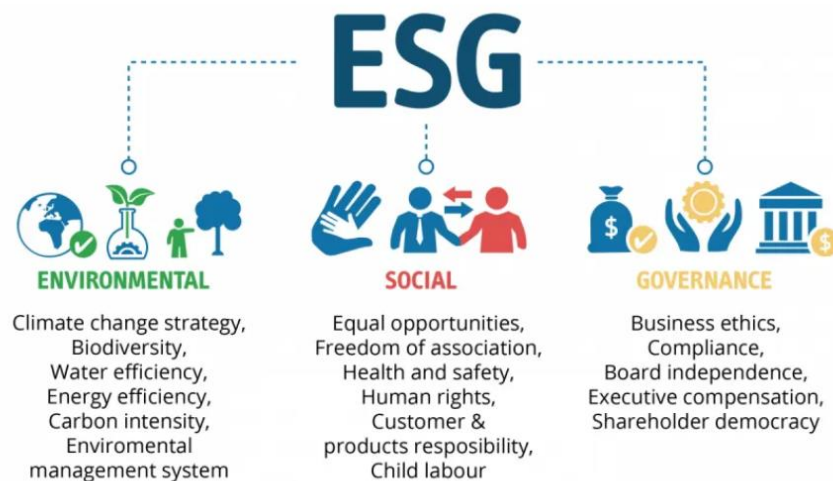 ESG
ENVIRONMENTAL
Climate change strategy,
Biodiversity,
Water efficiency,
Energy efficiency,
Carbon intensity,
Enviromental
management system
SOCIAL
Equal opportunities,
Freedom of association,
Health and safety,
Human rights,
Customer &
products resposibility,
Child labour
$
$
GOVERNANCE
Business ethics,
Compliance,
Board independence,
Executive compensation,
Shareholder democracy